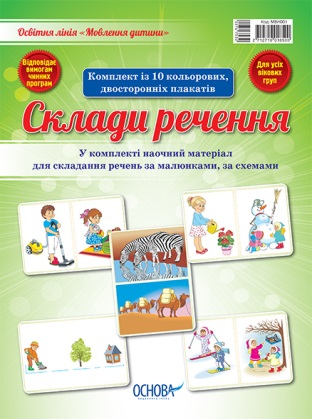 Код: МВН001
Освітня лінія «Мовлення дитини»
Відповідає
вимогам
чинних
програм
Комплект із 10 кольорових,
двосторонніх плакатів
Для усіх
вікових
груп
Склади речення
У комплекті наочний матеріал
для складання речень за малюнками, за схемами
ОСНОВА